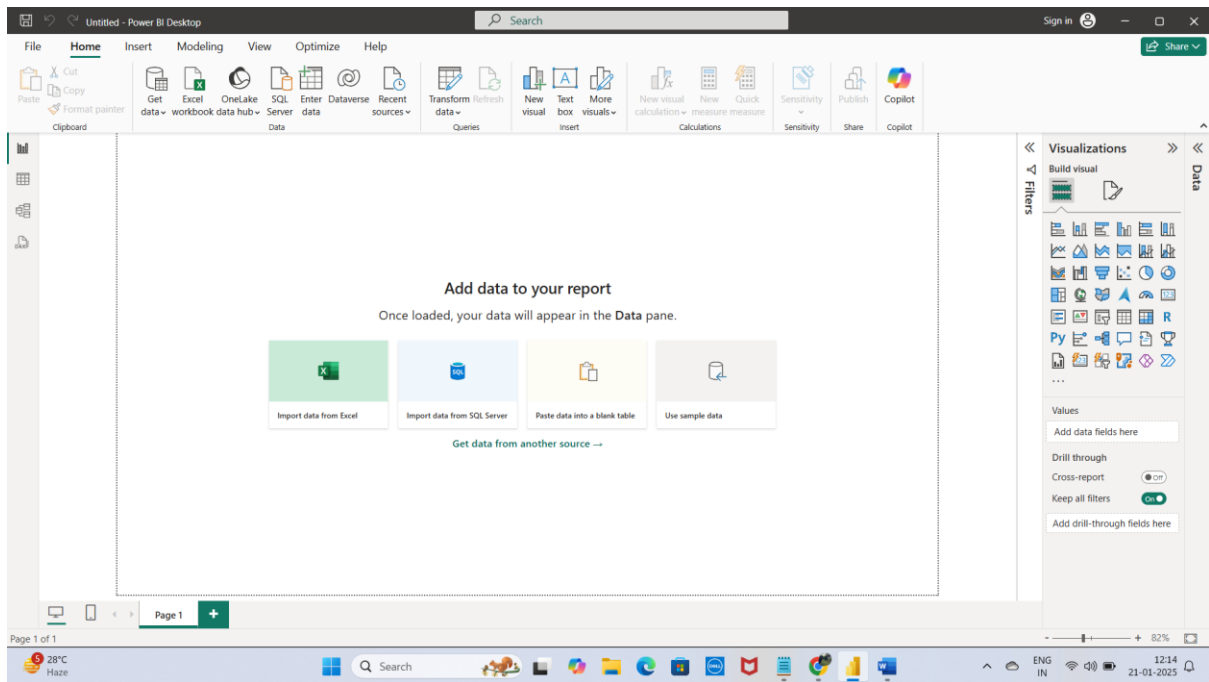 Untitled - Power BI Desktop
Search
Sign in
File Home Insert Modeling View Optimize Help
Share
Paste
Cut
Copy
Format painter
Clipboard
Get data
Excel workbook
OneLake data hub
SQL Server
Enter data
Dataverse
Recent sources
Data
Transform data
Refresh
Queries
New visual
Text box
More visuals
Insert
New visual calculation
New measure
Quick measure
Calculations
Sensitivity
Sensitivity
Publish
Share
Copilot
Copilot
Add data to your report
Once loaded, your data will appear in the Data pane.
Import data from Excel
SQL
Import data from SQL Server
Paste data into a blank table
Use sample data
Get data from another source →
Filters
Visualizations
Build visual
123
R
Py
...
Values
Add data fields here
Drill through
Cross-report
Off
Keep all filters
On
Add drill-through fields here
Data
Page 1
+
Page 1 of 1
- + 82%
5
28°C
Haze
Search
DELL
ENG
IN
12:14
21-01-2025